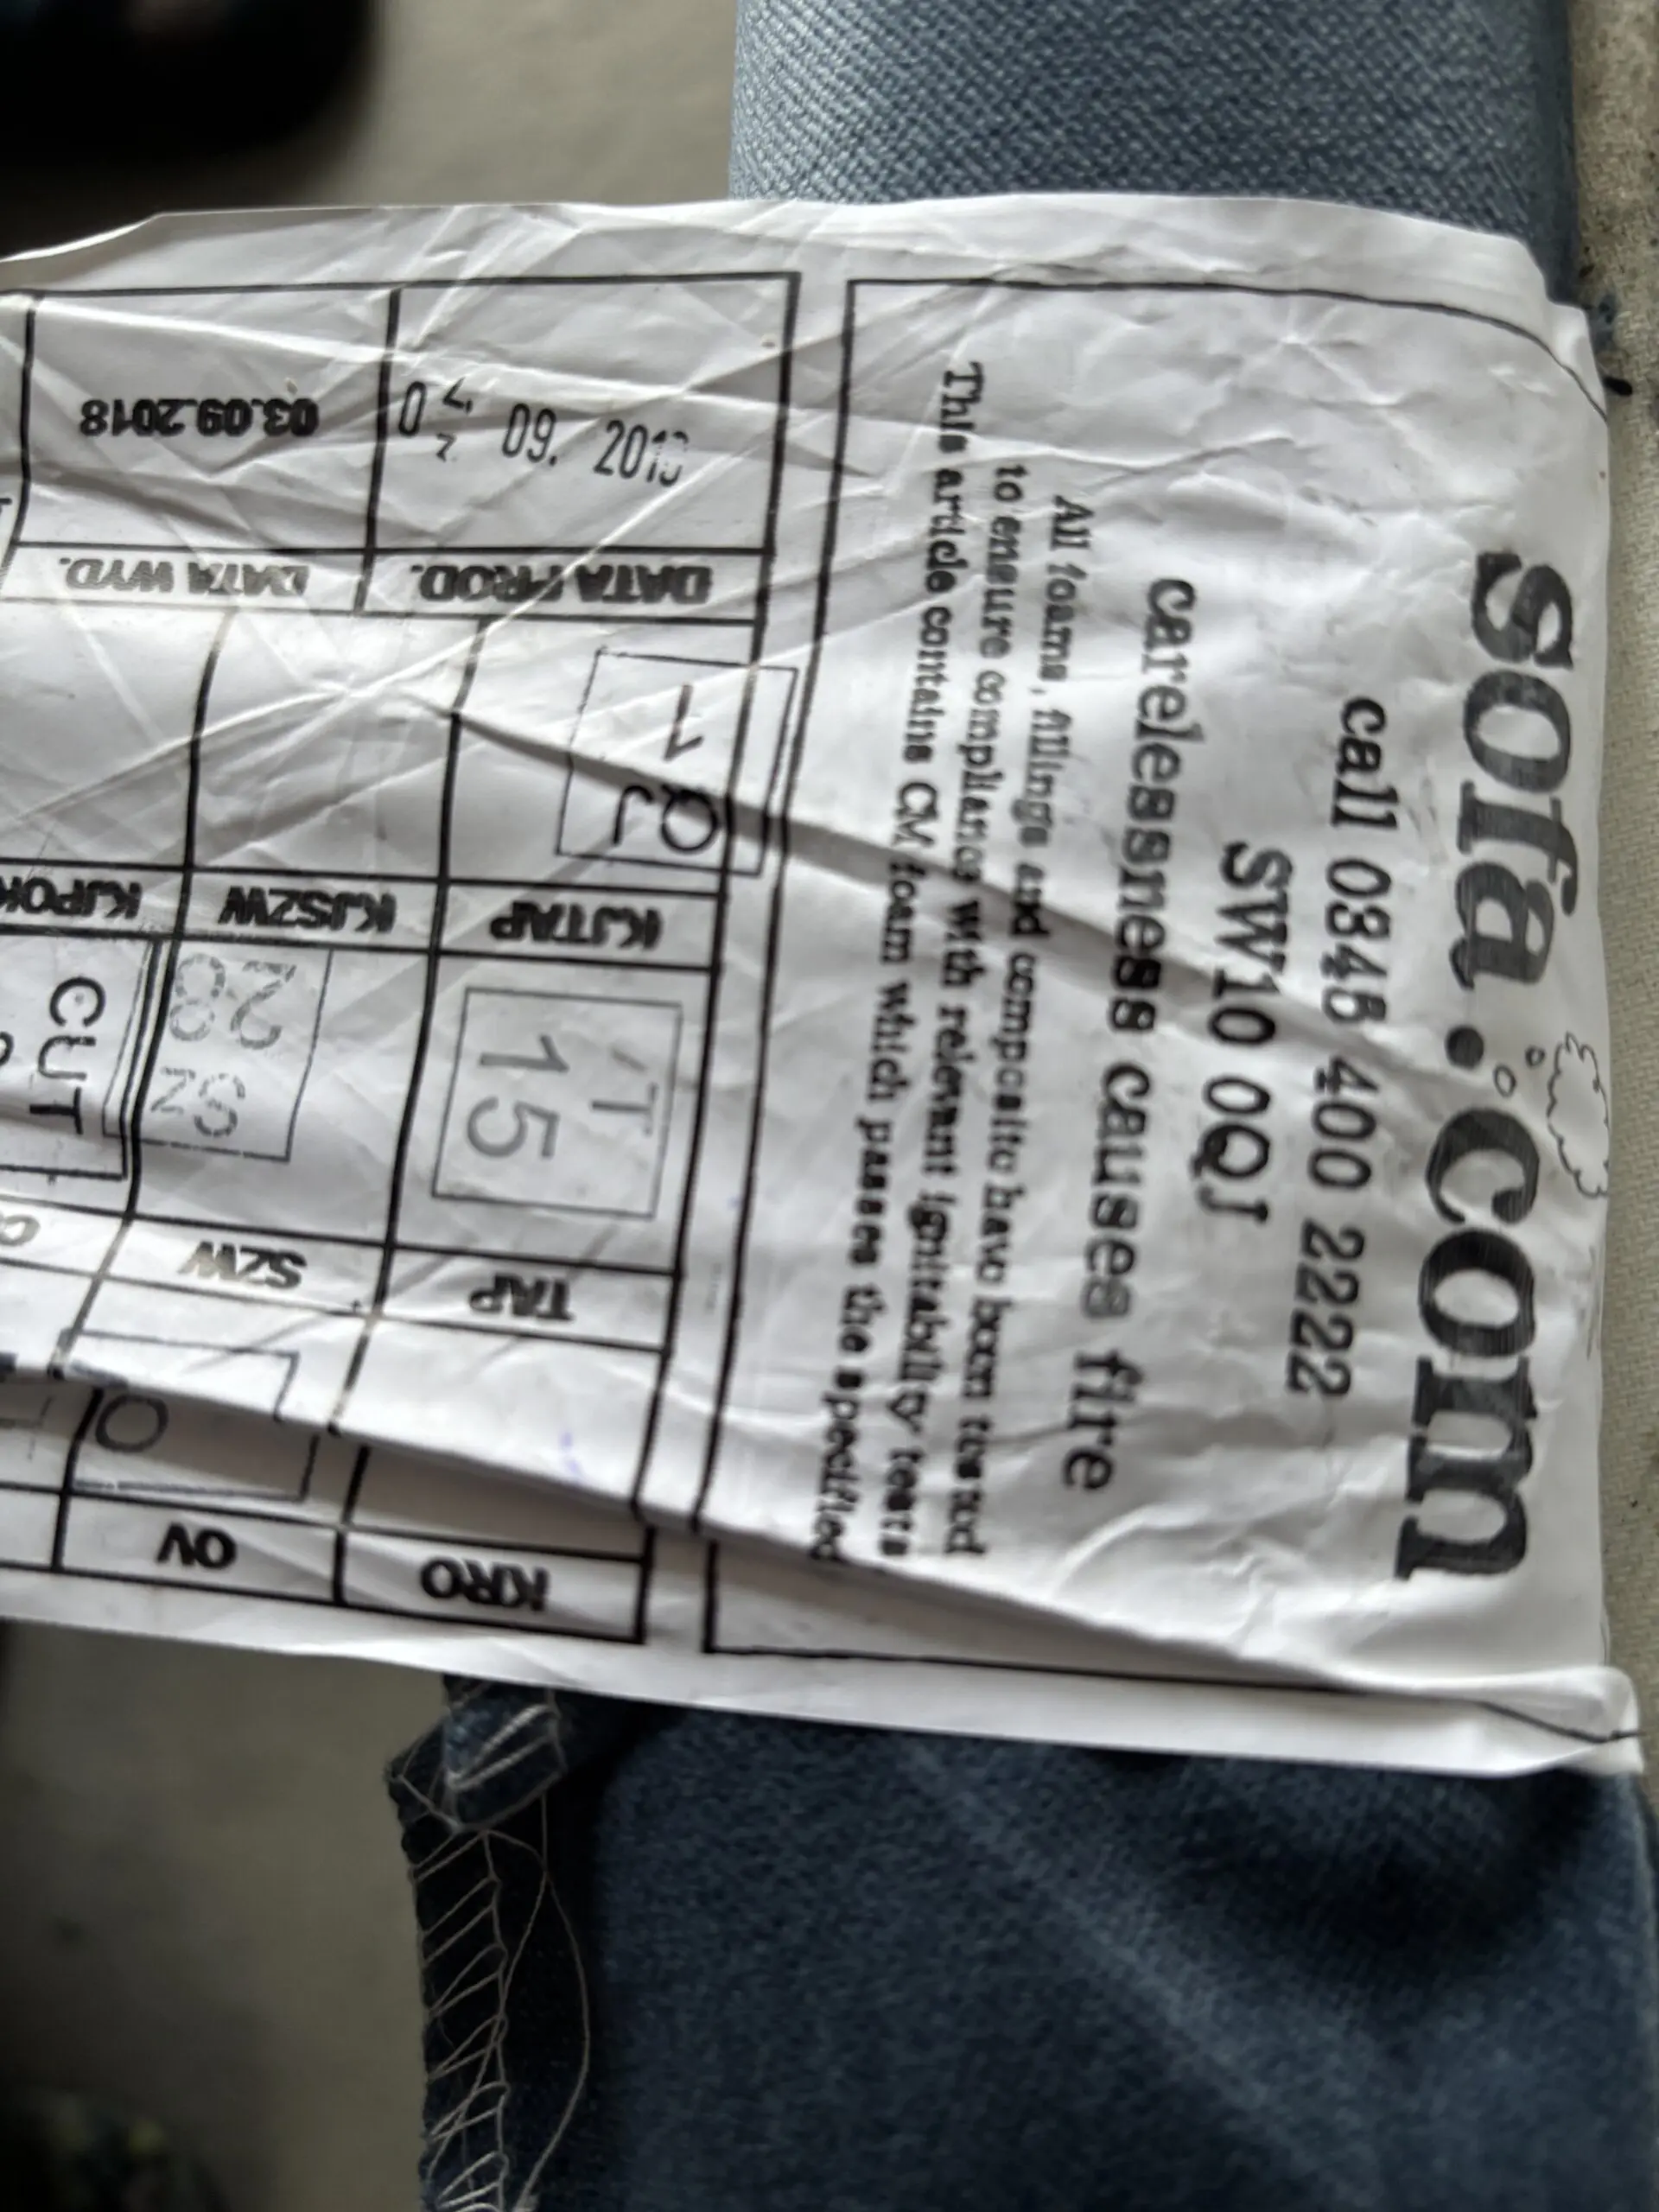 sofa.com
call 0345 400 2222
SW10 0QJ
carelessness causes fire
All foams, fillings and composite have been tested
to ensure compliance with relevant ignitability tests
This article contains CM foam which passes the specified
KRO
TAP
15
KJTAP
DATA PROD.
09. 201
OV
SZW
KJSZW
DATA WYD.
03.09.2018
CUT